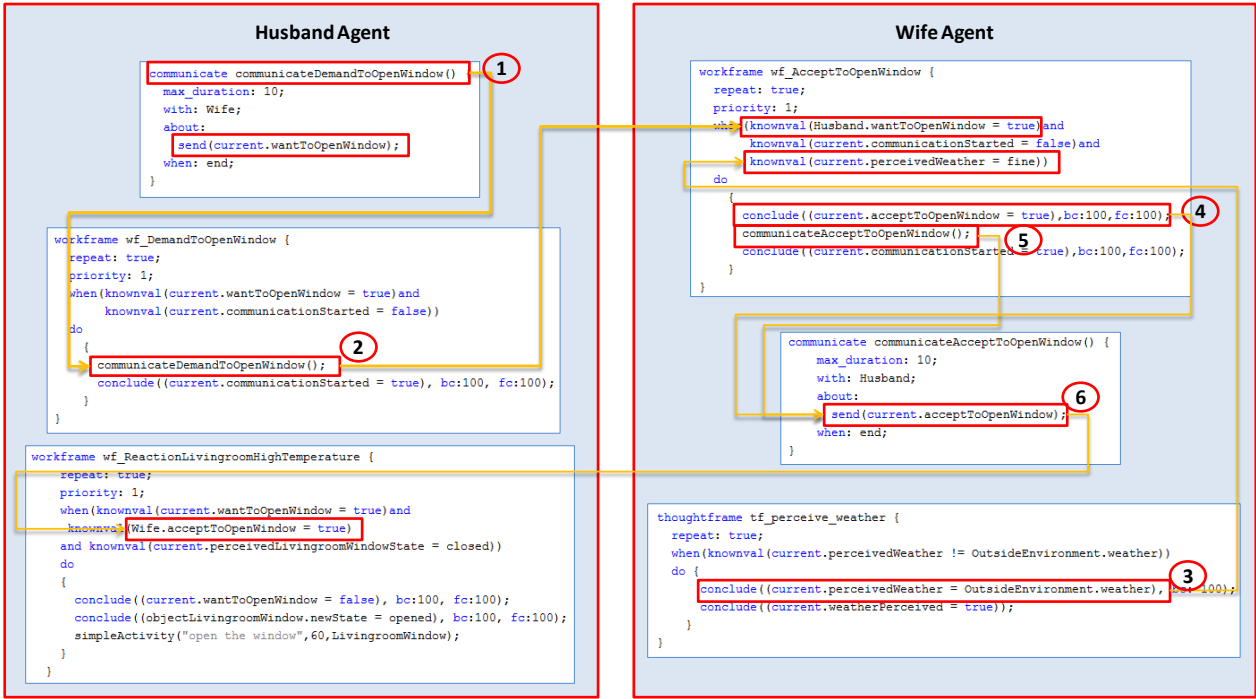 Husband Agent
communicate communicateDemandToOpenWindow()
1
max_duration: 10;
with: Wife;
about:
send(current.wantToOpenWindow);
when: end;
}
workframe wf_DemandToOpenWindow {
repeat: true;
priority: 1;
when(knownval(current.wantToOpenWindow = true)and
knownval(current.communicationStarted = false))
do
{
2
communicateDemandToOpenWindow();
conclude((current.communicationStarted = true), bc:100, fc:100);
}
}
workframe wf_ReactionLivingroomHighTemperature {
repeat: true;
priority: 1;
when(knownval(current.wantToOpenWindow = true)and
knownval(Wife.acceptToOpenWindow = true)
and knownval(current.perceivedLivingroomWindowState = closed))
do
{
conclude((current.wantToOpenWindow = false), bc:100, fc:100);
conclude((objectLivingroomWindow.newState = opened), bc:100, fc:100);
simpleActivity("open the window",60,LivingroomWindow);
}
}
Wife Agent
workframe wf_AcceptToOpenWindow {
repeat: true;
priority: 1;
when(knownval(Husband.wantToOpenWindow = true)and
knownval(current.communicationStarted = false)and
knownval(current.perceivedWeather = fine))
do
{
conclude((current.acceptToOpenWindow = true),bc:100,fc:100);
4
communicateAcceptToOpenWindow();
5
conclude((current.communicationStarted = true),bc:100,fc:100);
}
}
communicate communicateAcceptToOpenWindow() {
max_duration: 10;
with: Husband;
about:
6
send(current.acceptToOpenWindow);
when: end;
}
thoughtframe tf_perceive_weather {
repeat: true;
when(knownval(current.perceivedWeather != OutsideEnvironment.weather))
do {
3
conclude((current.perceivedWeather = OutsideEnvironment.weather), bc:100);
conclude((current.weatherPerceived = true));
}
}